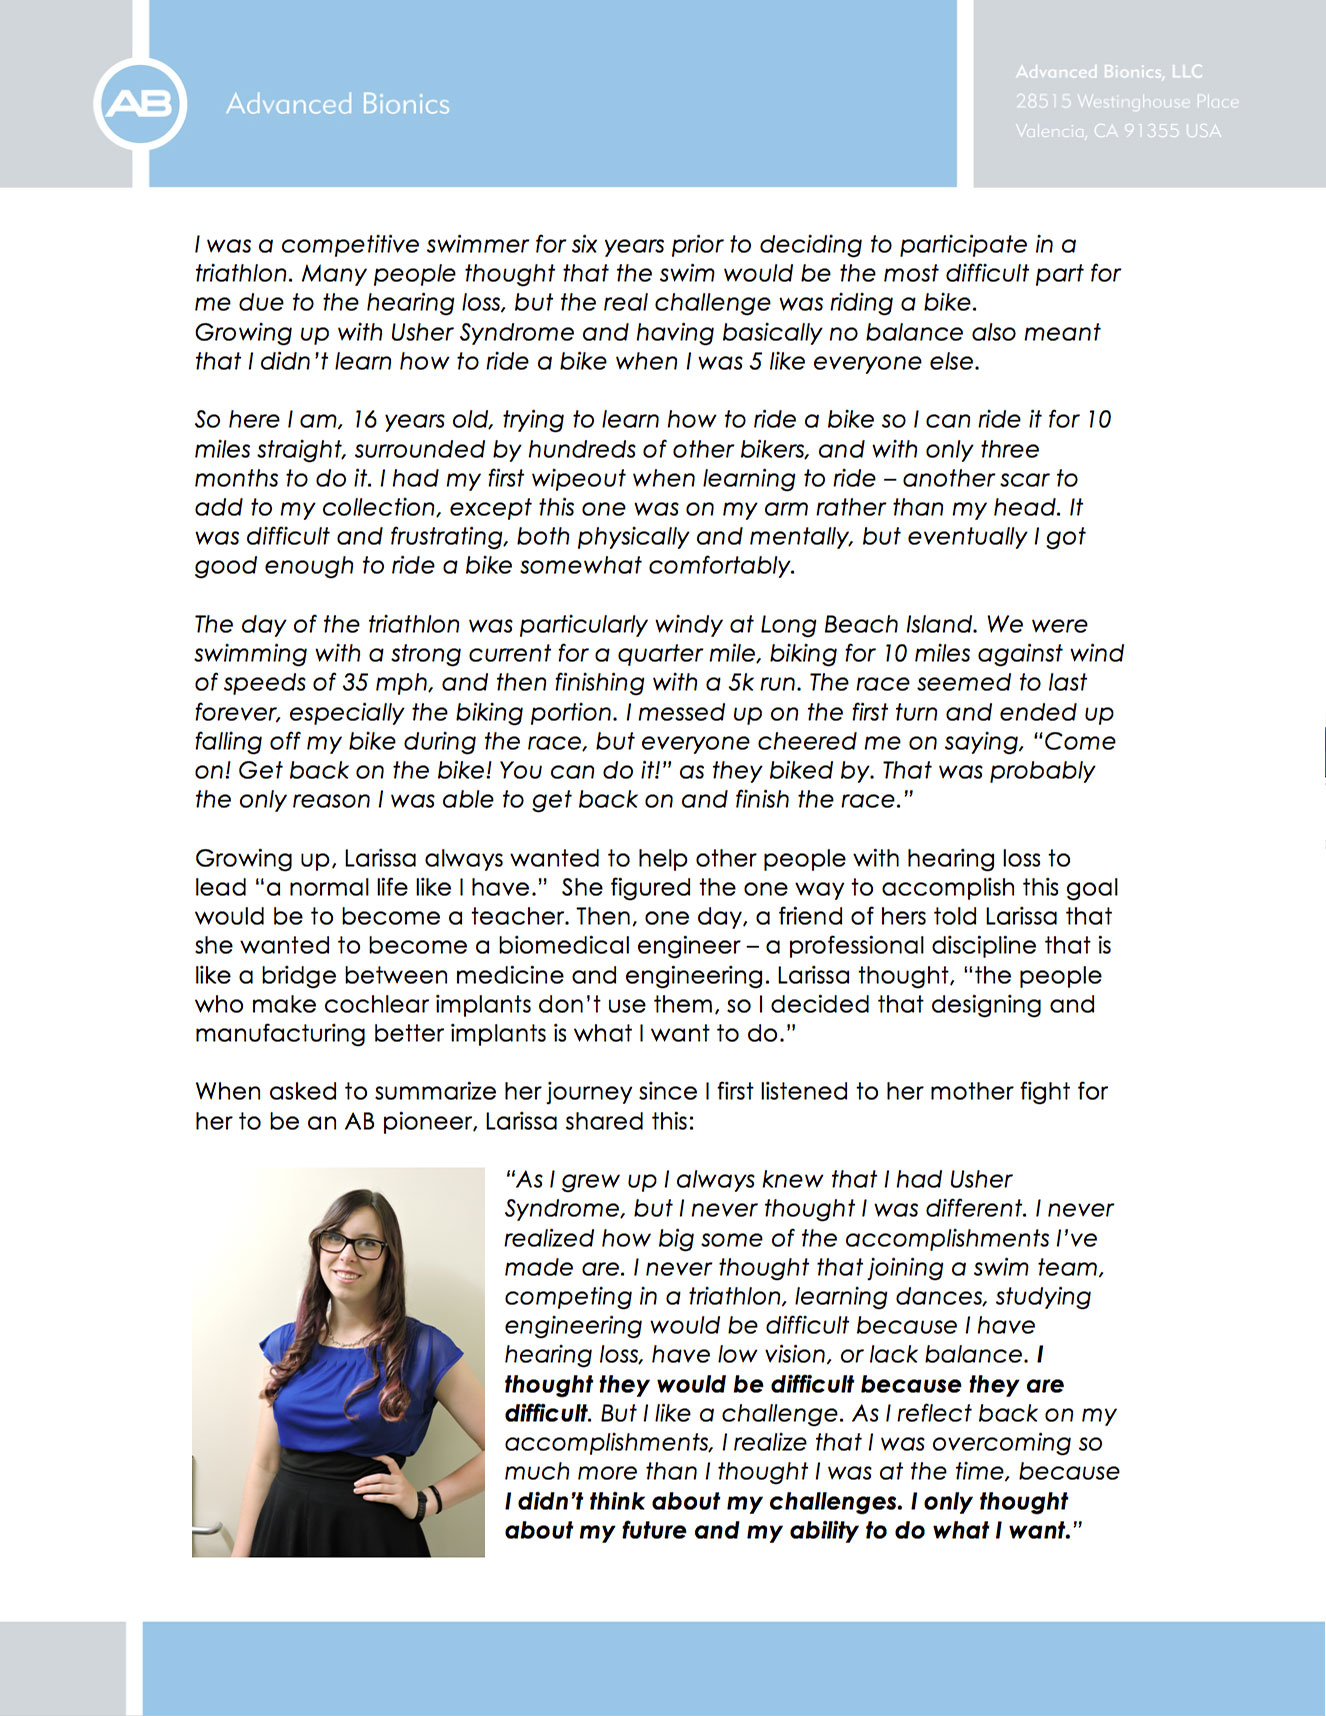 AB
Advanced Bionics
Advanced Bionics, LLC
28515 Westinghouse Place
Valencia, CA 91355 USA
I was a competitive swimmer for six years prior to deciding to participate in a
triathlon. Many people thought that the swim would be the most difficult part for
me due to the hearing loss, but the real challenge was riding a bike.
Growing up with Usher Syndrome and having basically no balance also meant
that I didn’t learn how to ride a bike when I was 5 like everyone else.
So here I am, 16 years old, trying to learn how to ride a bike so I can ride it for 10
miles straight, surrounded by hundreds of other bikers, and with only three
months to do it. I had my first wipeout when learning to ride – another scar to
add to my collection, except this one was on my arm rather than my head. It
was difficult and frustrating, both physically and mentally, but eventually I got
good enough to ride a bike somewhat comfortably.
The day of the triathlon was particularly windy at Long Beach Island. We were
swimming with a strong current for a quarter mile, biking for 10 miles against wind
of speeds of 35 mph, and then finishing with a 5k run. The race seemed to last
forever, especially the biking portion. I messed up on the first turn and ended up
falling off my bike during the race, but everyone cheered me on saying, “Come
on! Get back on the bike! You can do it!” as they biked by. That was probably
the only reason I was able to get back on and finish the race.”
Growing up, Larissa always wanted to help other people with hearing loss to
lead “a normal life like I have.” She figured the one way to accomplish this goal
would be to become a teacher. Then, one day, a friend of hers told Larissa that
she wanted to become a biomedical engineer – a professional discipline that is
like a bridge between medicine and engineering. Larissa thought, “the people
who make cochlear implants don’t use them, so I decided that designing and
manufacturing better implants is what I want to do.”
When asked to summarize her journey since I first listened to her mother fight for
her to be an AB pioneer, Larissa shared this:
“As I grew up I always knew that I had Usher
Syndrome, but I never thought I was different. I never
realized how big some of the accomplishments I’ve
made are. I never thought that joining a swim team,
competing in a triathlon, learning dances, studying
engineering would be difficult because I have
hearing loss, have low vision, or lack balance. I
thought they would be difficult because they are
difficult. But I like a challenge. As I reflect back on my
accomplishments, I realize that I was overcoming so
much more than I thought I was at the time, because
I didn’t think about my challenges. I only thought
about my future and my ability to do what I want.”